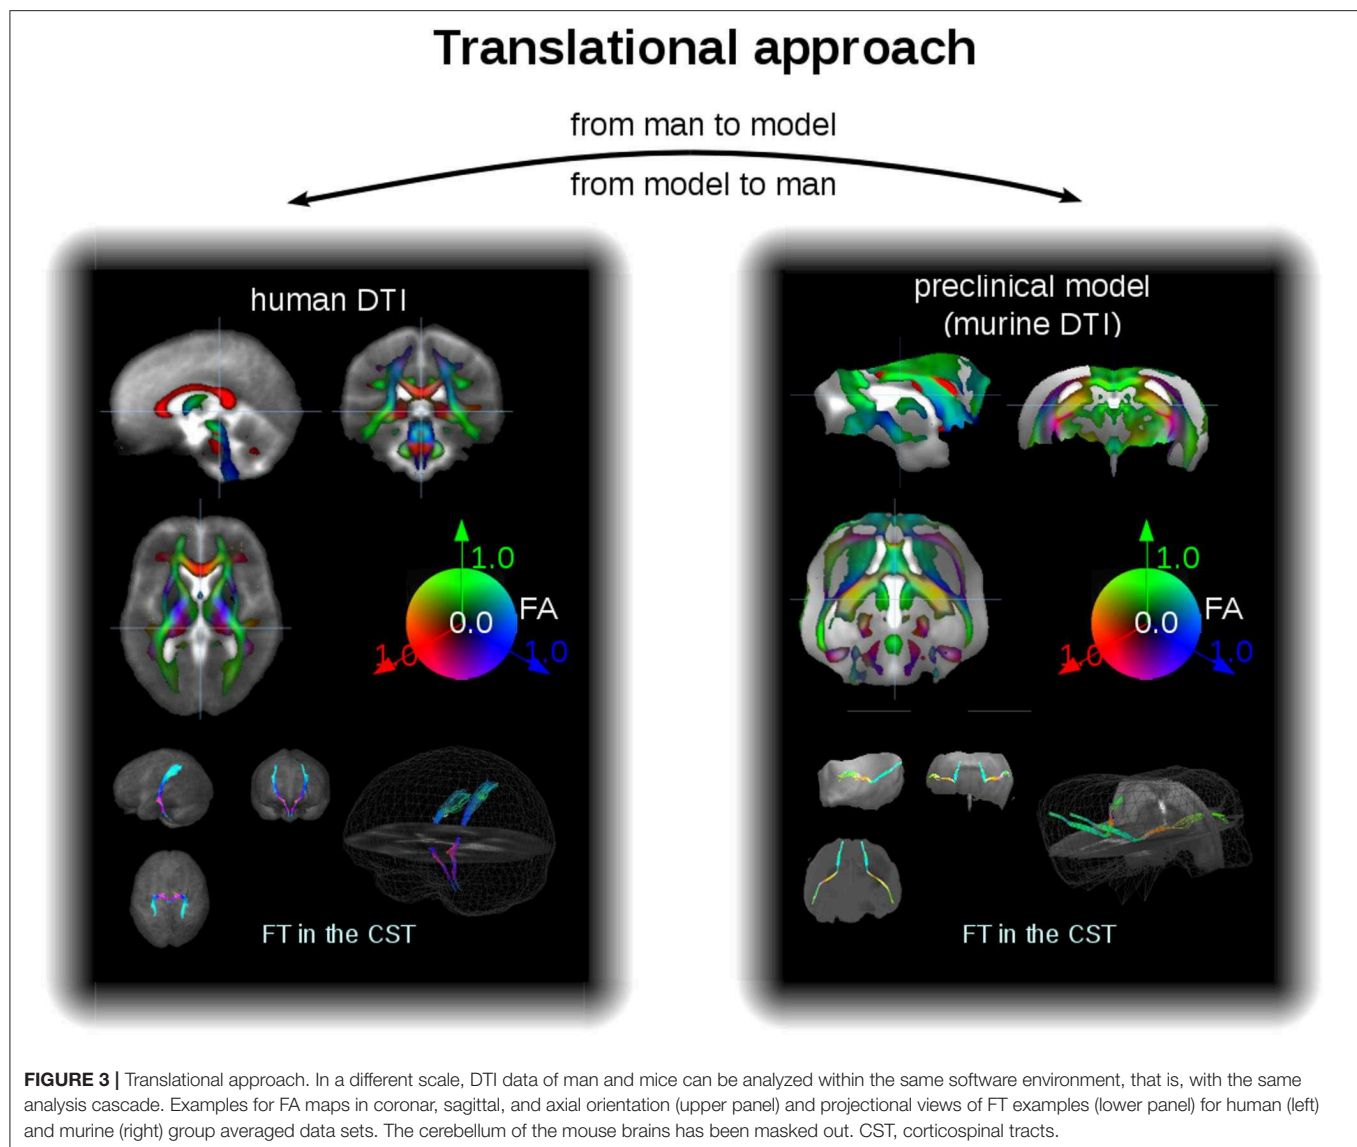 Translational approach
from man to model
from model to man
human DTI
preclinical model
(murine DTI)
1.0
FA
0.0
1.0
1.0
1.0
FA
0.0
1.0
1.0
FT in the CST
FT in the CST
FIGURE 3 | Translational approach. In a different scale, DTI data of man and mice can be analyzed within the same software environment, that is, with the same
analysis cascade. Examples for FA maps in coronar, sagittal, and axial orientation (upper panel) and projectional views of FT examples (lower panel) for human (left)
and murine (right) group averaged data sets. The cerebellum of the mouse brains has been masked out. CST, corticospinal tracts.